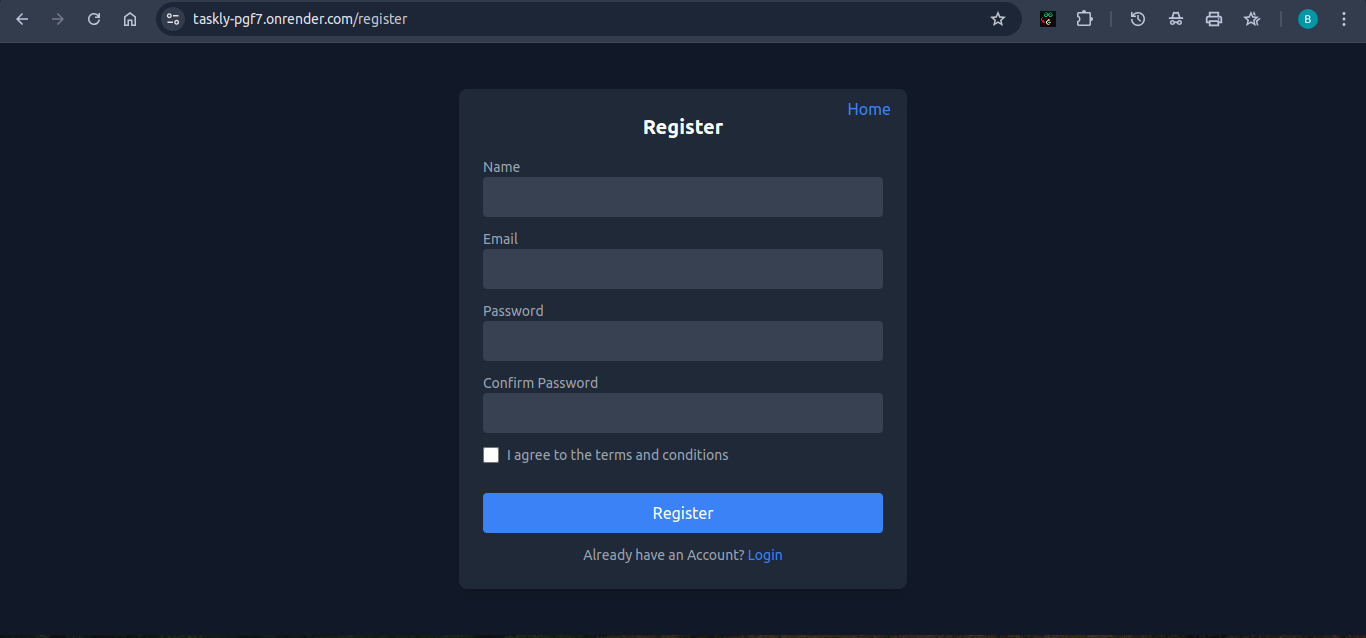 taskly-pgf7.onrender.com/register
B
Home
Register
Name
Email
Password
Confirm Password
I agree to the terms and conditions
Register
Already have an Account? Login